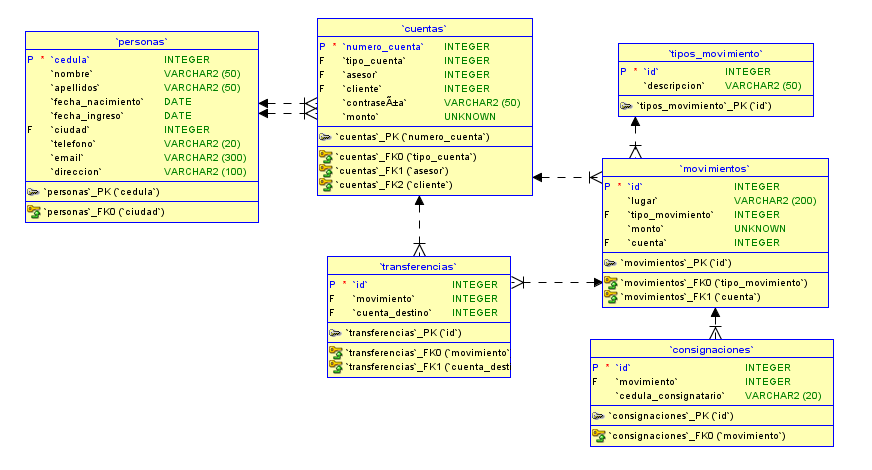 `personas`
P * `cedula` INTEGER
`nombre` VARCHAR2 (50)
`apellidos` VARCHAR2 (50)
`fecha_nacimiento` DATE
`fecha_ingreso` DATE
F `ciudad` INTEGER
`telefono` VARCHAR2 (20)
`email` VARCHAR2 (300)
`direccion` VARCHAR2 (100)
`personas`_PK (`cedula`)
`personas`_FK0 (`ciudad`)
`cuentas`
P * `numero_cuenta` INTEGER
F `tipo_cuenta` INTEGER
F `asesor` INTEGER
F `cliente` INTEGER
`contraseÃ±a` VARCHAR2 (50)
`monto` UNKNOWN
`cuentas`_PK (`numero_cuenta`)
`cuentas`_FK0 (`tipo_cuenta`)
`cuentas`_FK1 (`asesor`)
`cuentas`_FK2 (`cliente`)
`tipos_movimiento`
P * `id` INTEGER
`descripcion` VARCHAR2 (50)
`tipos_movimiento`_PK (`id`)
`movimientos`
P * `id` INTEGER
`lugar` VARCHAR2 (200)
F `tipo_movimiento` INTEGER
`monto` UNKNOWN
F `cuenta` INTEGER
`movimientos`_PK (`id`)
`movimientos`_FK0 (`tipo_movimiento`)
`movimientos`_FK1 (`cuenta`)
`transferencias`
P * `id` INTEGER
F `movimiento` INTEGER
F `cuenta_destino` INTEGER
`transferencias`_PK (`id`)
`transferencias`_FK0 (`movimiento`
`transferencias`_FK1 (`cuenta_dest
`consignaciones`
P * `id` INTEGER
F `movimiento` INTEGER
`cedula_consignatario` VARCHAR2 (20)
`consignaciones`_PK (`id`)
`consignaciones`_FK0 (`movimiento`)